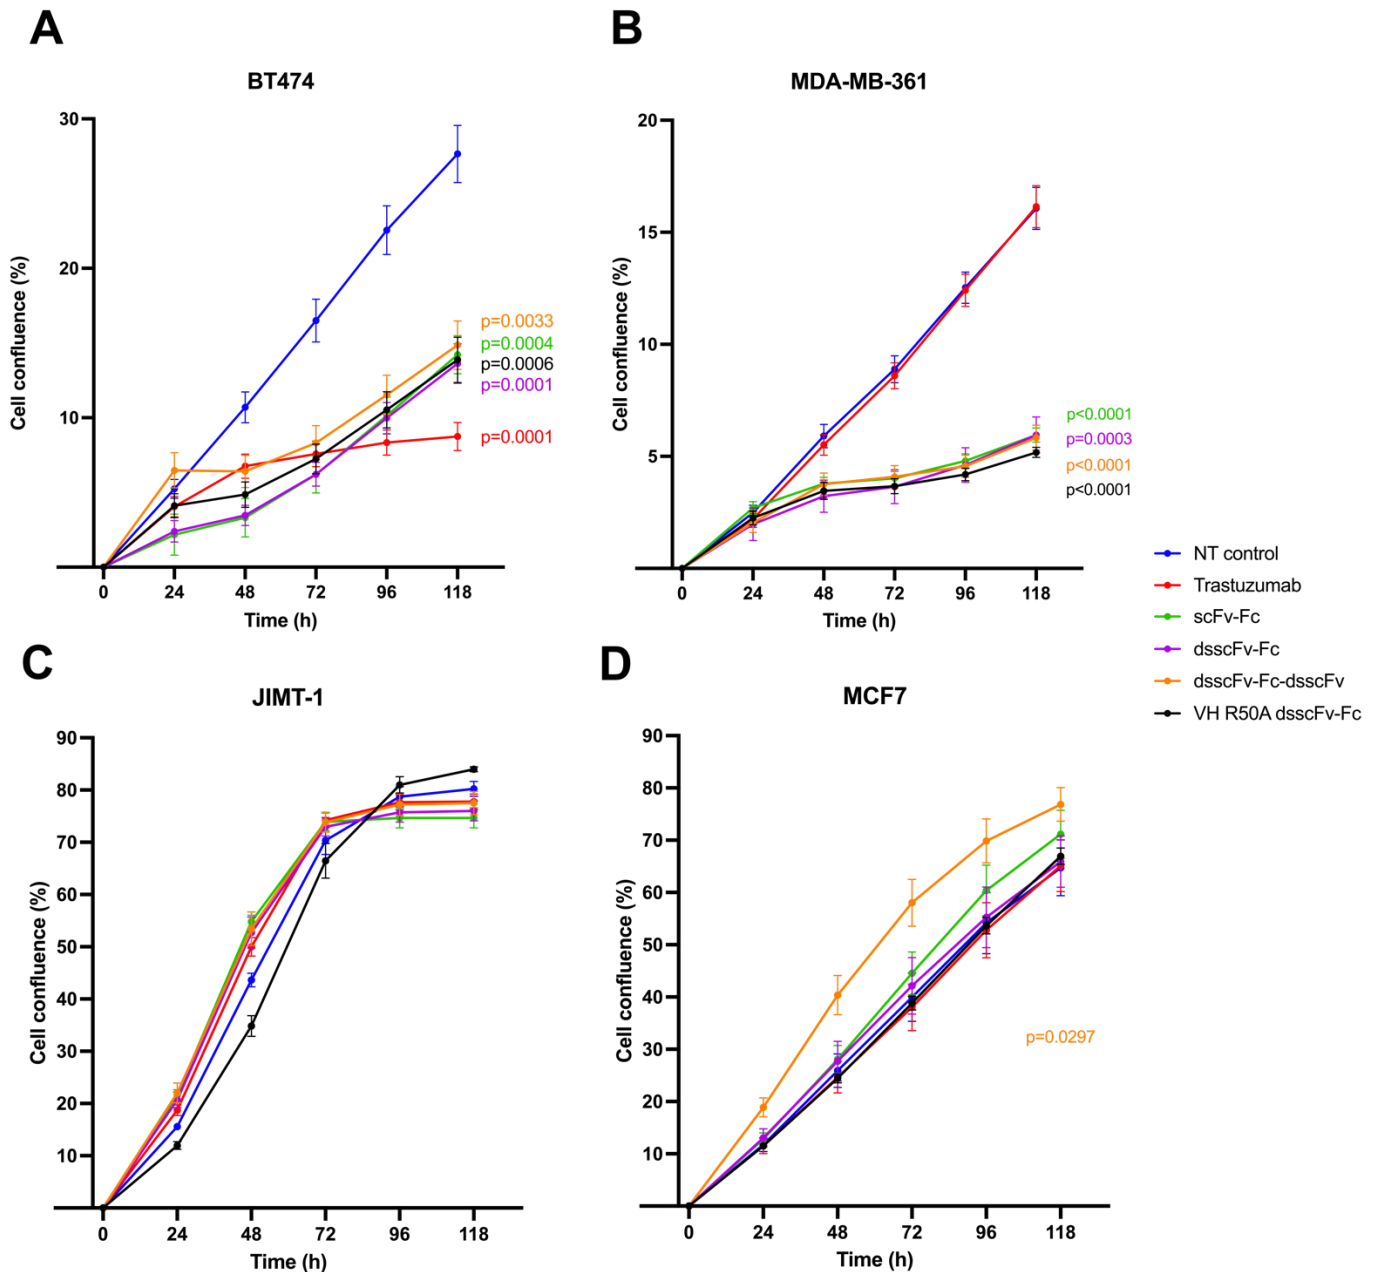 A
BT474
Cell confluence (%)
30
20
10
0 24 48 72 96 118
Time (h)
p=0.0033
p=0.0004
p=0.0006
p=0.0001
p=0.0001
B
MDA-MB-361
Cell confluence (%)
20
15
10
5
0 24 48 72 96 118
Time (h)
p<0.0001
p=0.0003
p<0.0001
p<0.0001
NT control
Trastuzumab
scFv-Fc
dsscFv-Fc
dsscFv-Fc-dsscFv
VH R50A dsscFv-Fc
C
JIMT-1
Cell confluence (%)
90
80
70
60
50
40
30
20
10
0 24 48 72 96 118
Time (h)
D
MCF7
Cell confluence (%)
90
80
70
60
50
40
30
20
10
p=0.0297
0 24 48 72 96 118
Time (h)